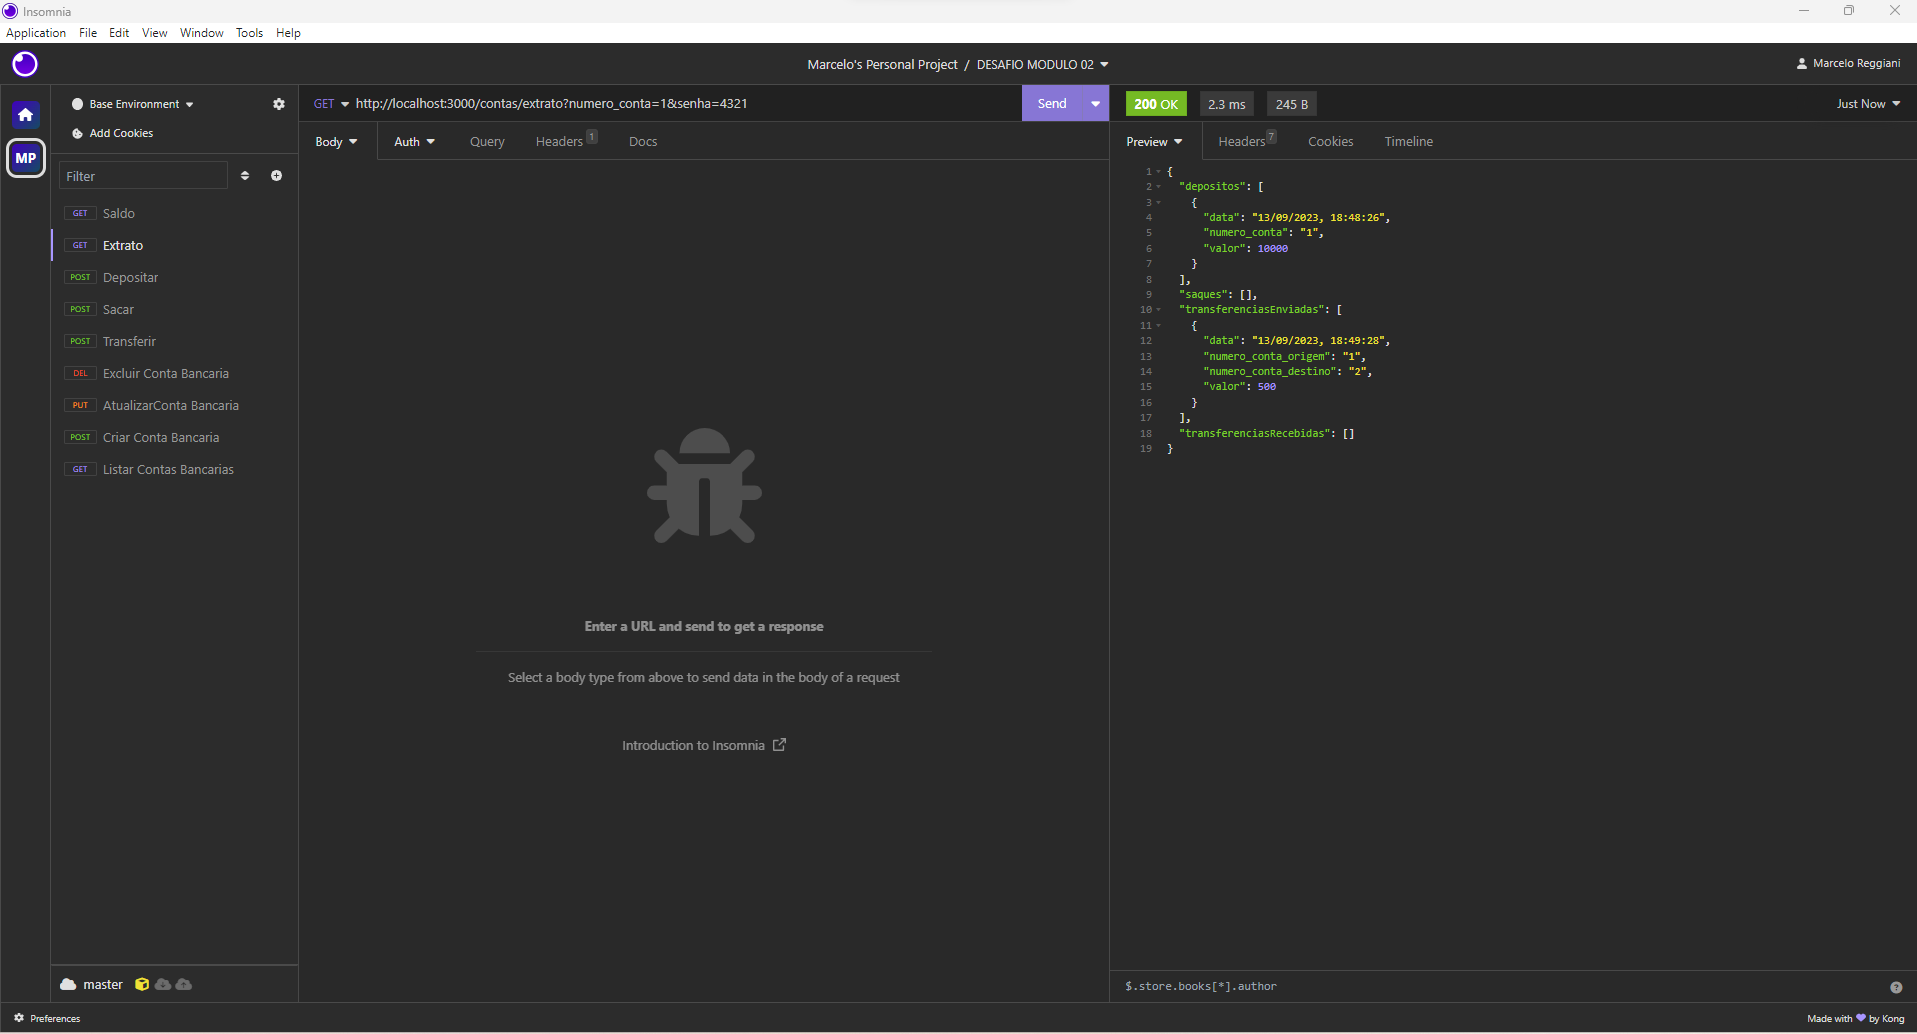 Insomnia
Application File Edit View Window Tools Help
Marcelo's Personal Project / DESAFIO MODULO 02
Marcelo Reggiani
MP
Base Environment
Add Cookies
Filter
GET Saldo
GET Extrato
POST Depositar
POST Sacar
POST Transferir
DEL Excluir Conta Bancaria
PUT AtualizarConta Bancaria
POST Criar Conta Bancaria
GET Listar Contas Bancarias
master
GET http://localhost:3000/contas/extrato?numero_conta=1&senha=4321
Send
Body Auth Query Headers 1 Docs
Enter a URL and send to get a response
Select a body type from above to send data in the body of a request
Introduction to Insomnia
200 OK 2.3 ms 245 B Just Now
Preview Headers 7 Cookies Timeline
1 {
2 "depositos": [
3 {
4 "data": "13/09/2023, 18:48:26",
5 "numero_conta": "1",
6 "valor": 10000
7 }
8 ],
9 "saques": [],
10 "transferenciasEnviadas": [
11 {
12 "data": "13/09/2023, 18:49:28",
13 "numero_conta_origem": "1",
14 "numero_conta_destino": "2",
15 "valor": 500
16 }
17 ],
18 "transferenciasRecebidas": []
19 }
$.store.books[*].author
?
Preferences
Made with by Kong